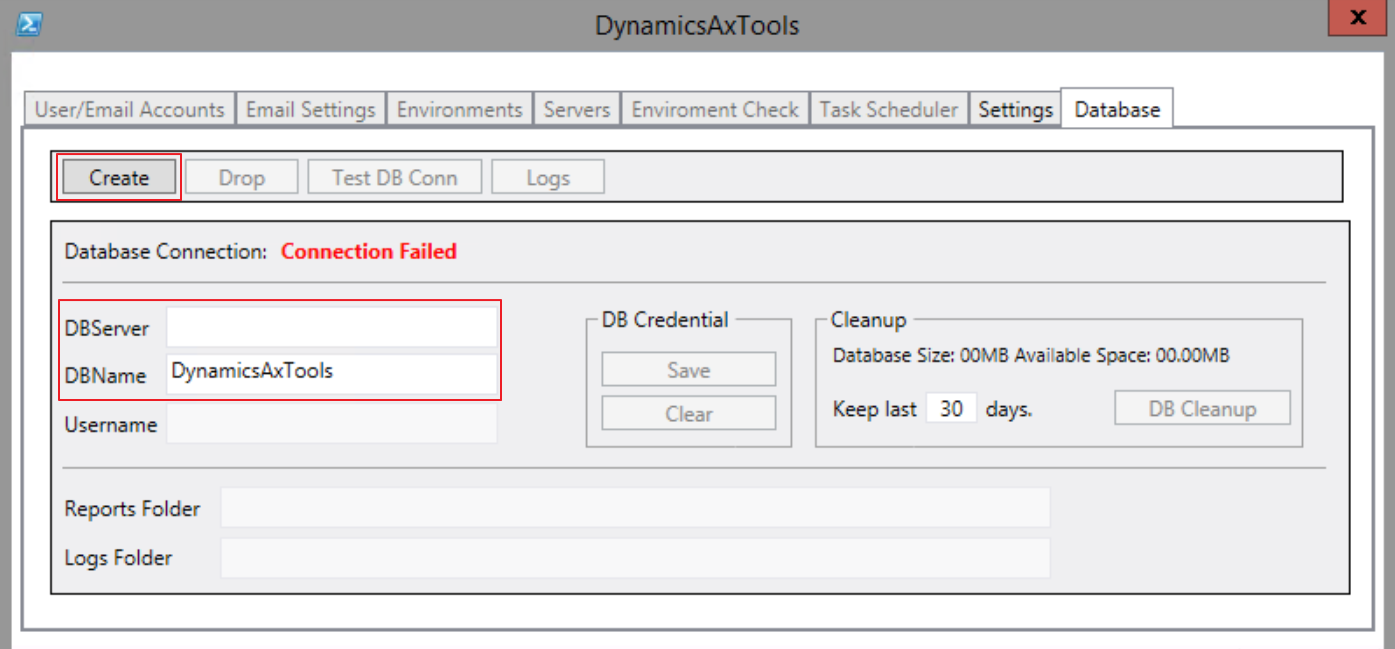 DynamicsAxTools
X
User/Email Accounts Email Settings Environments Servers Enviroment Check Task Scheduler Settings Database
Create Drop Test DB Conn Logs
Database Connection: Connection Failed
DBServer
DBName DynamicsAxTools
Username
DB Credential
Save
Clear
Cleanup
Database Size: 00MB Available Space: 00.00MB
Keep last 30 days. DB Cleanup
Reports Folder
Logs Folder